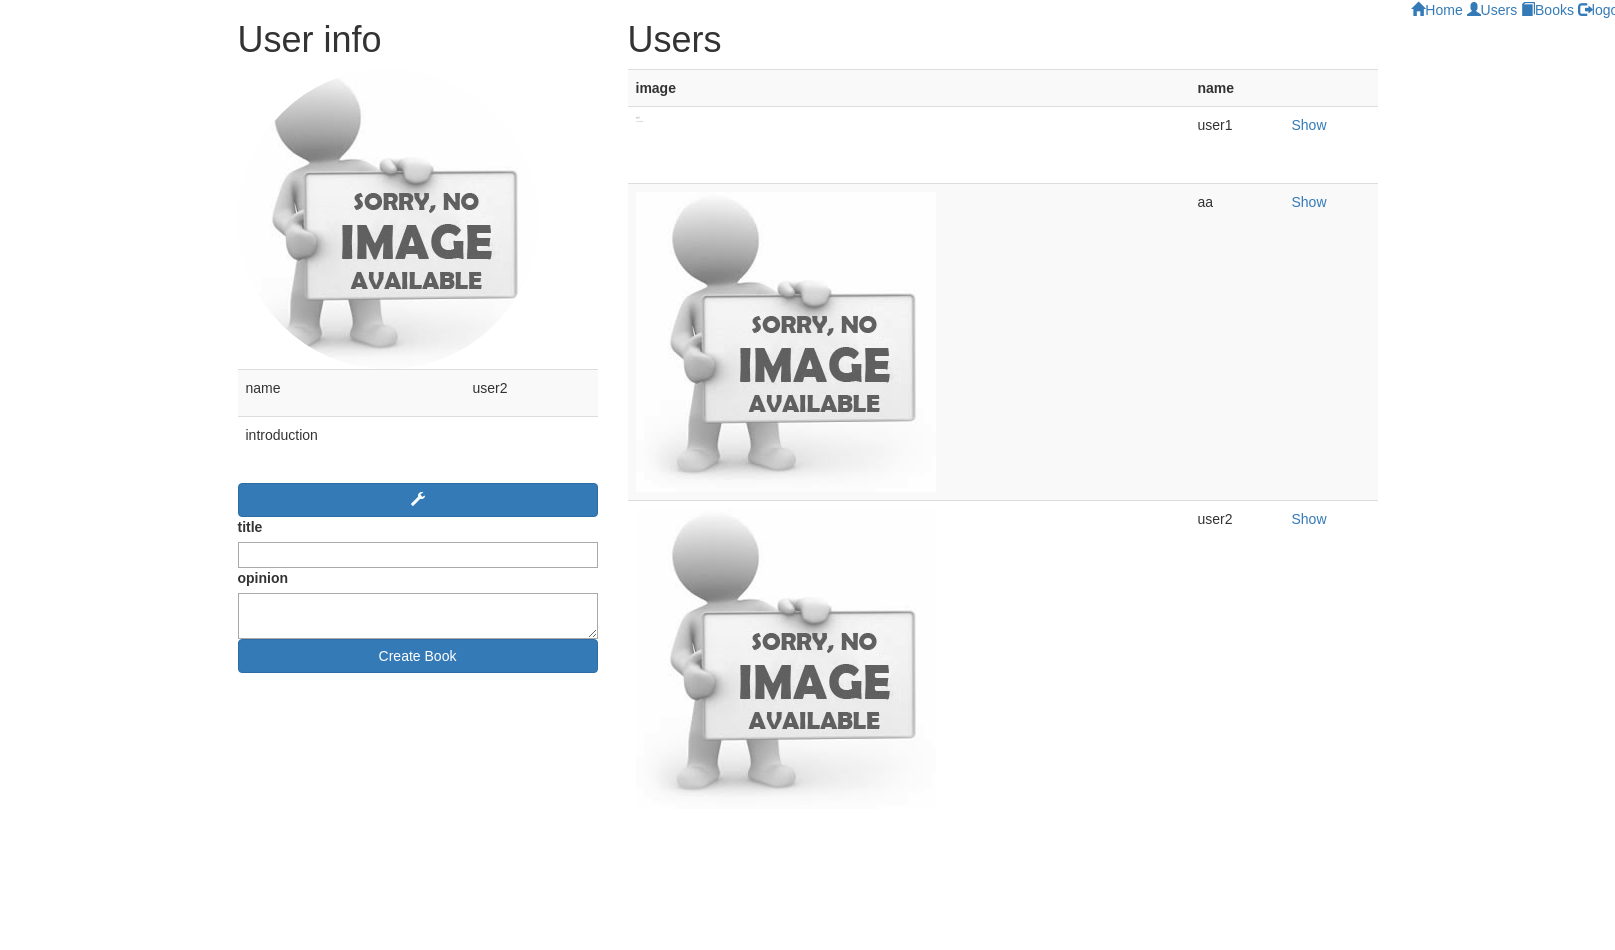 Home Users Books logo
User info
SORRY, NO
IMAGE
AVAILABLE
name user2
introduction
title
opinion
Create Book
Users
image name
user1 Show
aa Show
SORRY, NO
IMAGE
AVAILABLE
user2 Show
SORRY, NO
IMAGE
AVAILABLE